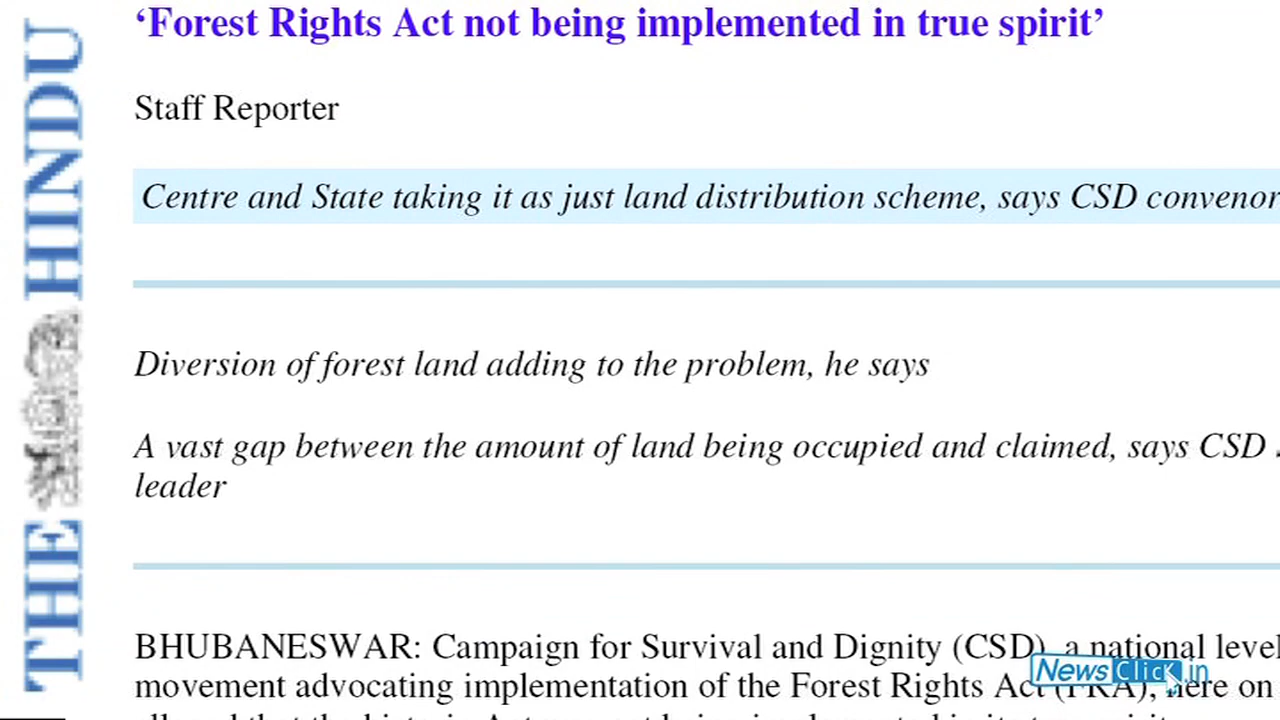 THE HINDU
‘Forest Rights Act not being implemented in true spirit’
Staff Reporter
Centre and State taking it as just land distribution scheme, says CSD convenor
Diversion of forest land adding to the problem, he says
A vast gap between the amount of land being occupied and claimed, says CSD
leader
BHUBANESWAR: Campaign for Survival and Dignity (CSD), a national level
movement advocating implementation of the Forest Rights Act (FRA), here on
NewsClick.in